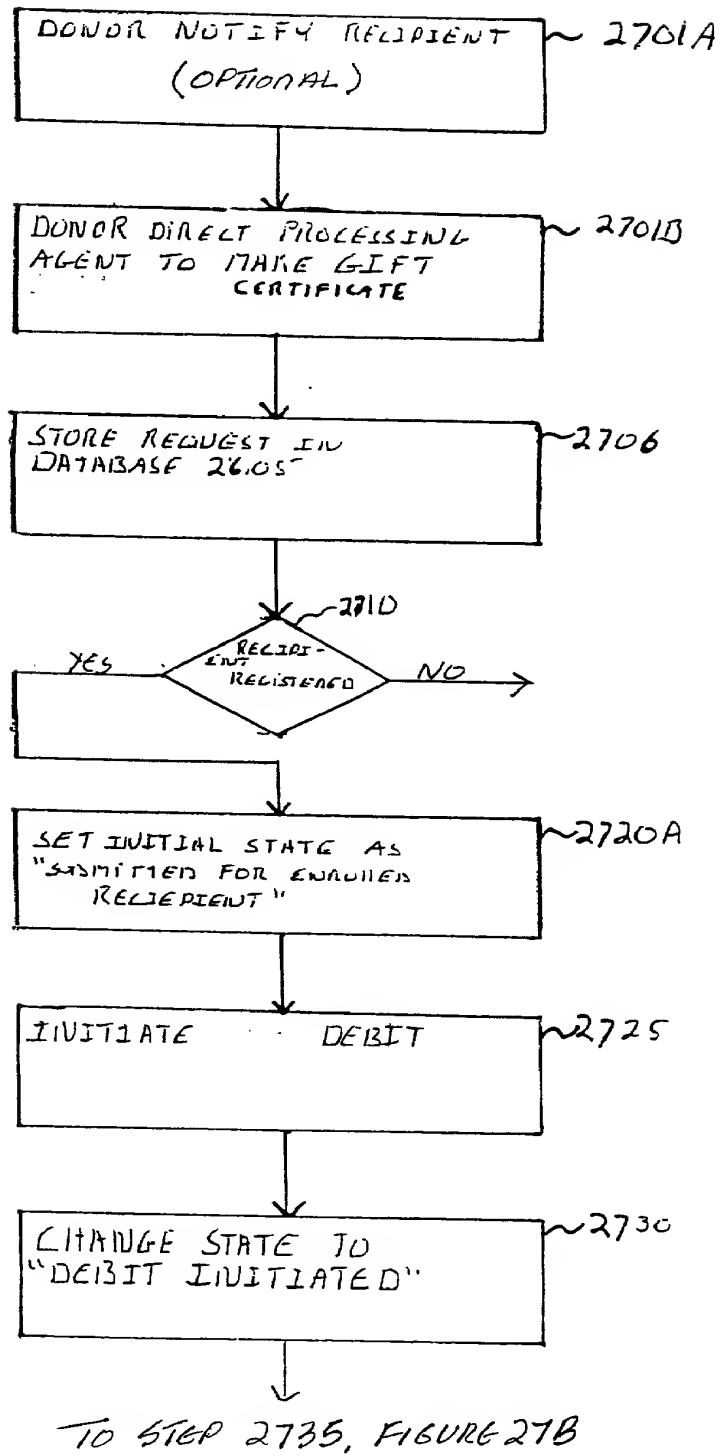 DONOR NOTIFY RECIPIENT
(OPTIONAL)
2701A
DONOR DIRECT PROCESSING
AGENT TO MAKE GIFT
CERTIFICATE
2701B
STORE REQUEST IN
DATABASE 2605
2706
2710
RECIPI-
ENT
REGISTERED
YES
NO
SET INITIAL STATE AS
"SUBMITTED FOR ENROLLED
RECIEPIENT"
2720A
INITIATE DEBIT
2725
CHANGE STATE TO
"DEBIT INITIATED"
2730
TO STEP 2735, FIGURE 27B